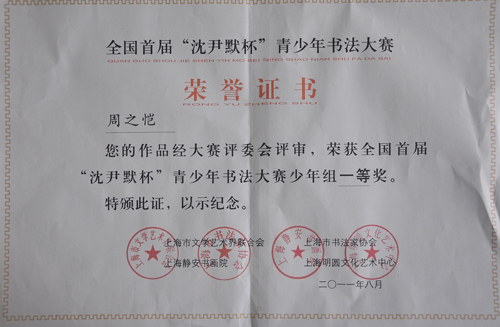 全国首届“沈尹默杯”青少年书法大赛
QUAN GUO SHOU JIE SHEN YIN MO BEI QING SHAO NIAN SHU FA DA SAI
荣誉证书
RONG YU ZHENG SHU
周之恺
您的作品经大赛评委会评审，荣获全国首届
“沈尹默杯”青少年书法大赛少年组一等奖。
特颁此证，以示纪念。
上海市文学艺术界联合会 上海市书法家协会
上海静安书画院 上海明圆文化艺术中心
二〇一一年八月